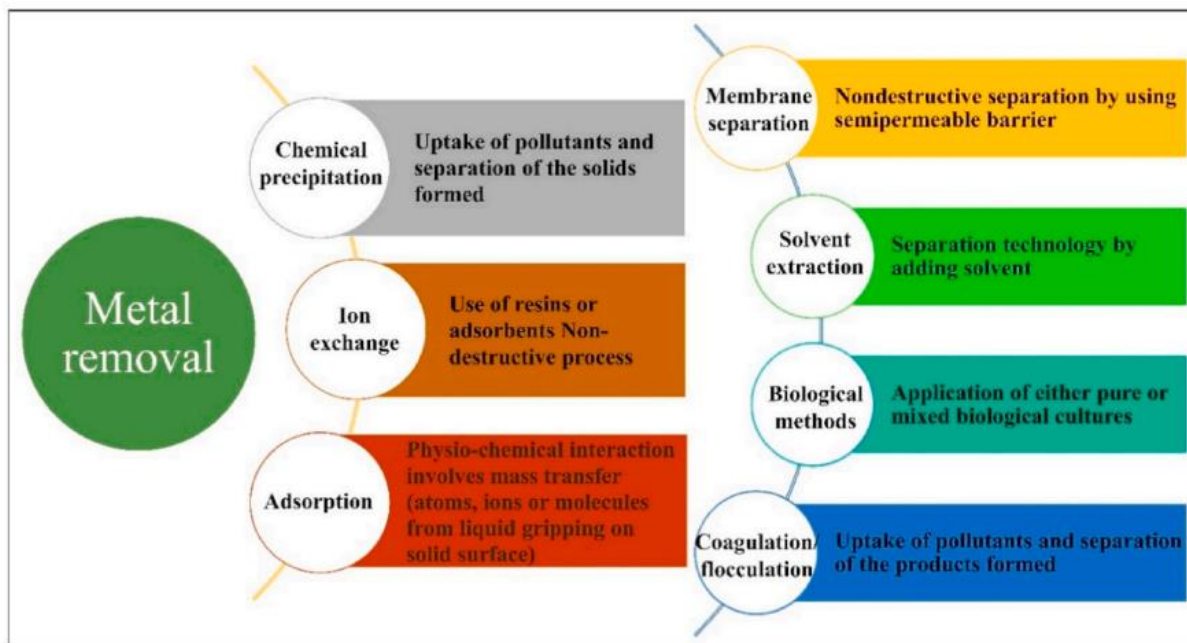 Metal
removal
Chemical
precipitation
Uptake of pollutants and
separation of the solids
formed
Ion
exchange
Use of resins or
adsorbents Non-
destructive process
Adsorption
Physio-chemical interaction
involves mass transfer
(atoms, ions or molecules
from liquid gripping on
solid surface)
Membrane
separation
Nondestructive separation by using
semipermeable barrier
Solvent
extraction
Separation technology by
adding solvent
Biological
methods
Application of either pure or
mixed biological cultures
Coagulation/
flocculation
Uptake of pollutants and separation
of the products formed